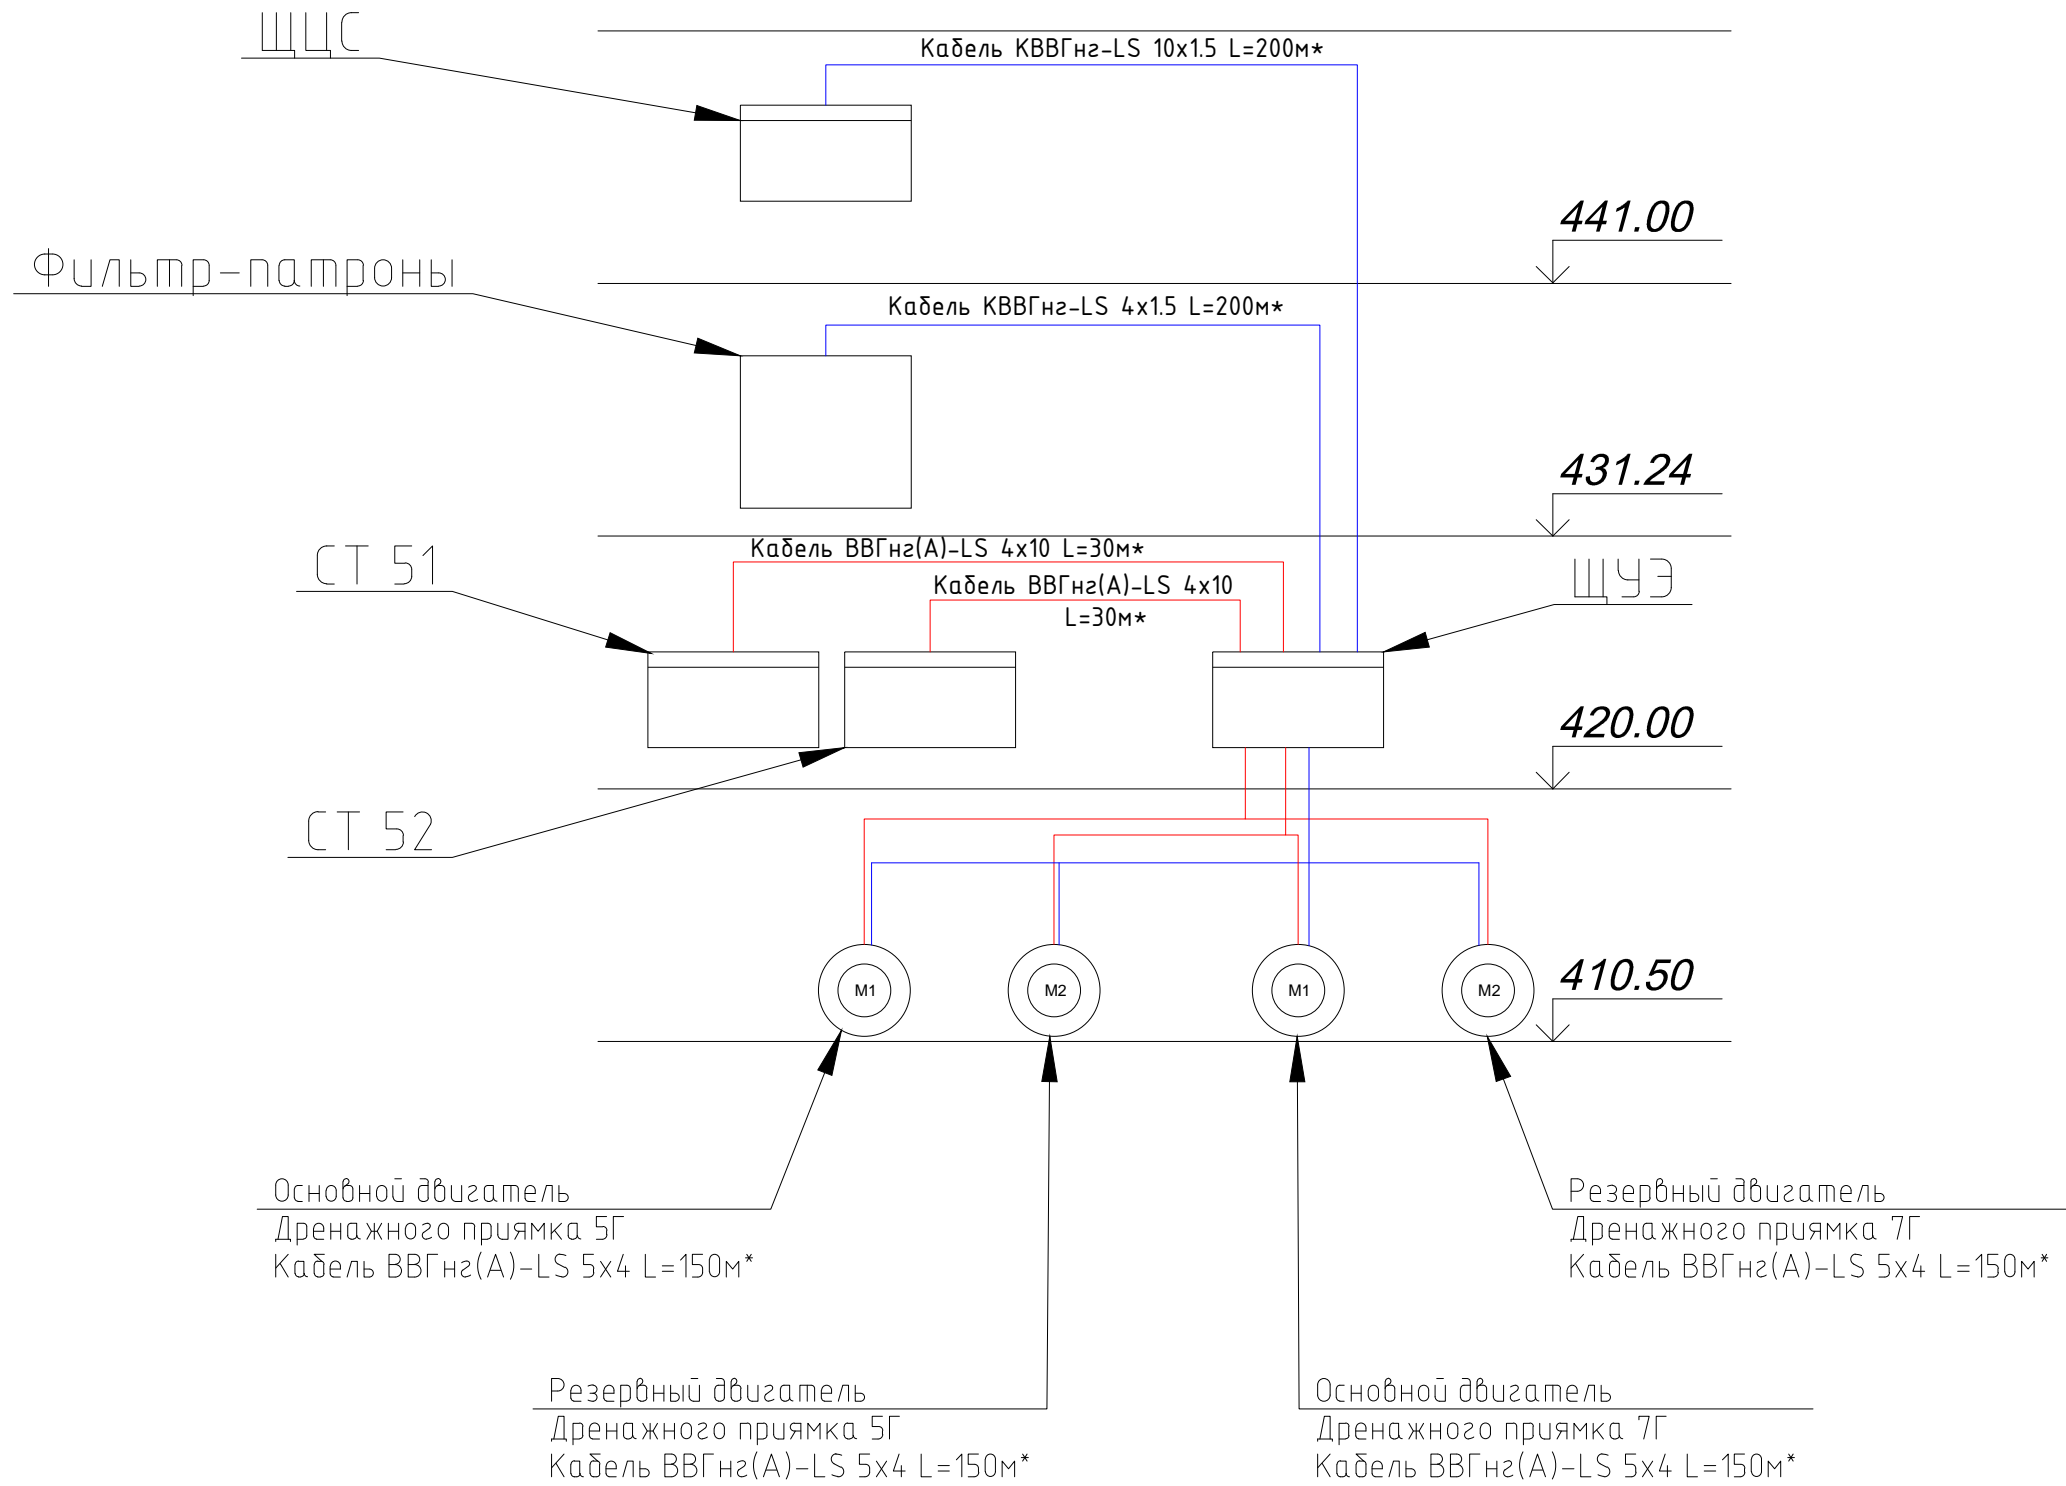 ЩЦС
Кабель КВВГнг-LS 10х1.5 L=200м*
441.00
Фильтр-патроны
Кабель КВВГнг-LS 4х1.5 L=200м*
431.24
СТ 51
Кабель ВВГнг(А)-LS 4х10 L=30м*
Кабель ВВГнг(А)-LS 4х10
L=30м*
ЩУЭ
420.00
СТ 52
М1
М2
М1
М2
410.50
Основной двигатель
Дренажного приямка 5Г
Кабель ВВГнг(А)-LS 5х4 L=150м*
Резервный двигатель
Дренажного приямка 7Г
Кабель ВВГнг(А)-LS 5х4 L=150м*
Резервный двигатель
Дренажного приямка 5Г
Кабель ВВГнг(А)-LS 5х4 L=150м*
Основной двигатель
Дренажного приямка 7Г
Кабель ВВГнг(А)-LS 5х4 L=150м*